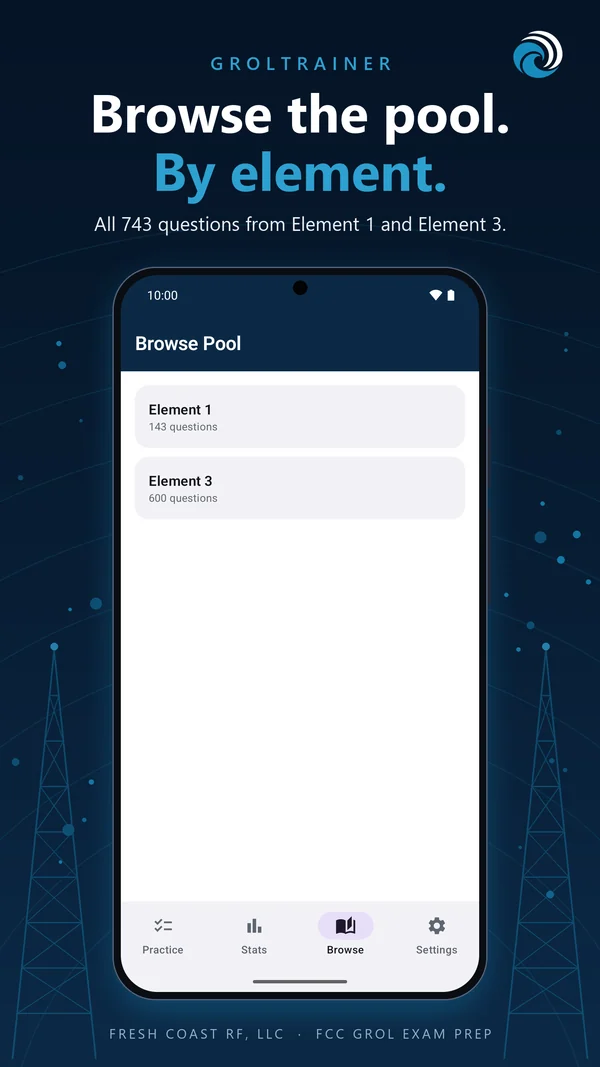 GROLTRAINER
Browse the pool.
By element.
All 743 questions from Element 1 and Element 3.
10:00
Browse Pool
Element 1
143 questions
Element 3
600 questions
Practice
Stats
Browse
Settings
FRESH COAST RF, LLC · FCC GROL EXAM PREP